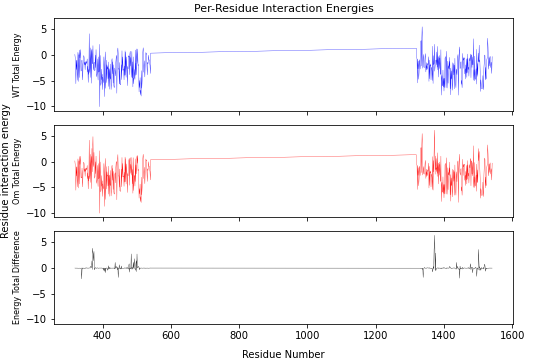 Per-Residue Interaction Energies
Residue interaction energy
WT Total Energy
5
0
−5
−10
Om Total Energy
5
0
−5
−10
Energy Total Difference
5
0
−5
−10
400 600 800 1000 1200 1400 1600
Residue Number